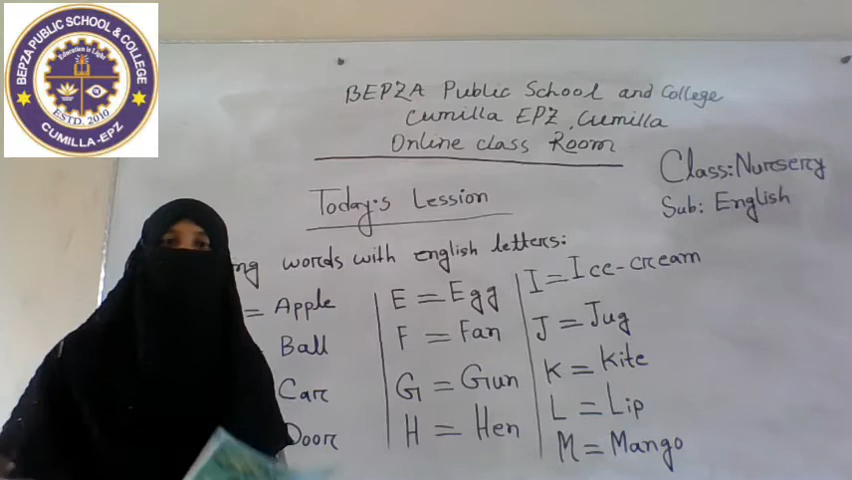 BEPZA PUBLIC SCHOOL & COLLEGE
Education is Light
ESTD. 2010
CUMILLA-EPZ
BEPZA Public School and College
Cumilla EPZ, Cumilla
Online class Room
Class: Nursery
Sub: English
Today's Lession
words with english letters:
= Apple
Ball
Car
Door
E = Egg
F = Fan
G = Gun
H = Hen
I = Ice-cream
J = Jug
K = Kite
L = Lip
M = Mango